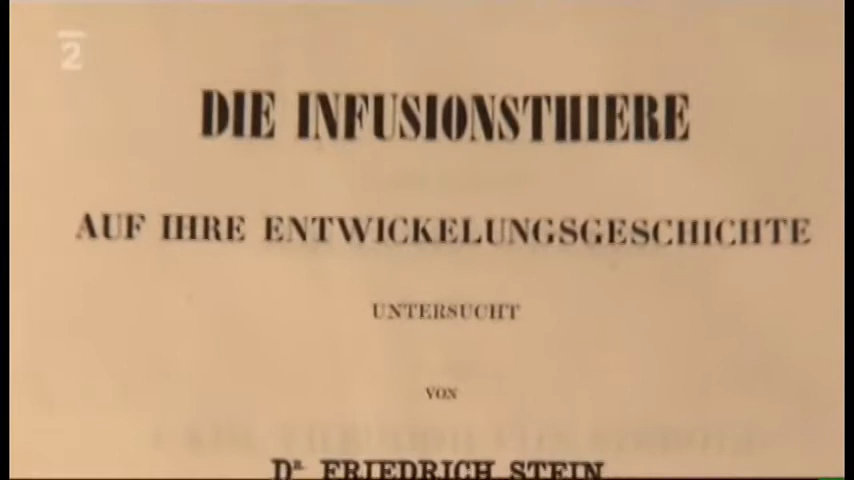 2
DIE INFUSIONSTHIERE
AUF IHRE ENTWICKELUNGSGESCHICHTE
UNTERSUCHT
VON
DR. FRIEDRICH STEIN